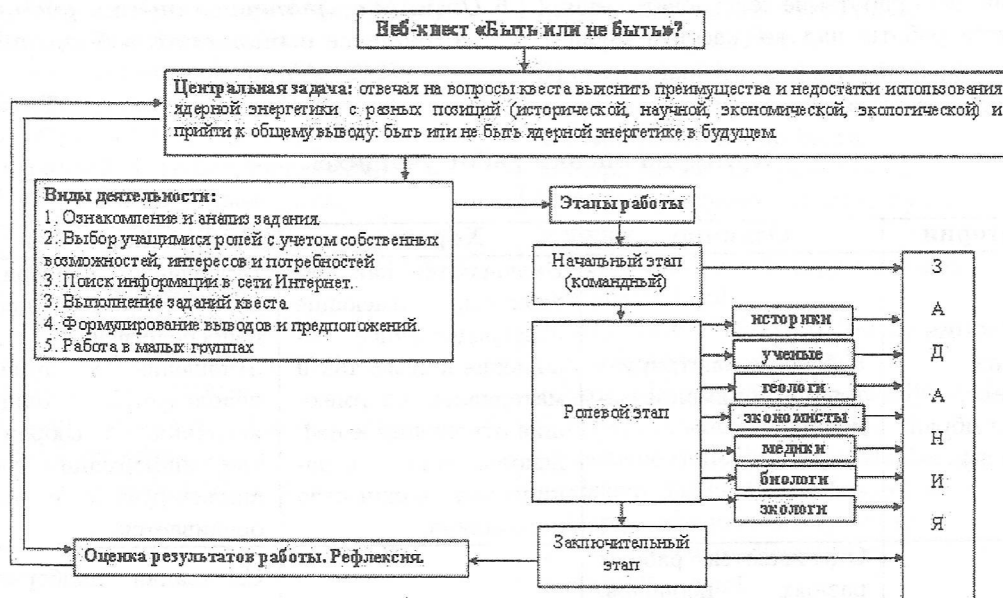 Веб-квест «Быть или не быть»?
Центральная задача: отвечая на вопросы квеста выяснить преимущества и недостатки использования
ядерной энергетики с разных позиций (исторической, научной, экономической, экологической) и
прийти к общему выводу: быть или не быть ядерной энергетике в будущем.
Виды деятельности:
1. Ознакомление и анализ задания.
2. Выбор учащимися ролей с учетом собственных
возможностей, интересов и потребностей
3. Поиск информации в сети Интернет.
3. Выполнение заданий квеста.
4. Формулирование выводов и предположений.
5. Работа в малых группах
Этапы работы
Начальный этап
(командный)
Ролевой этап
историки
ученые
геологи
экономисты
медики
биологи
экологи
З
А
Д
А
Н
И
Я
Заключительный
этап
Оценка результатов работы. Рефлексия.